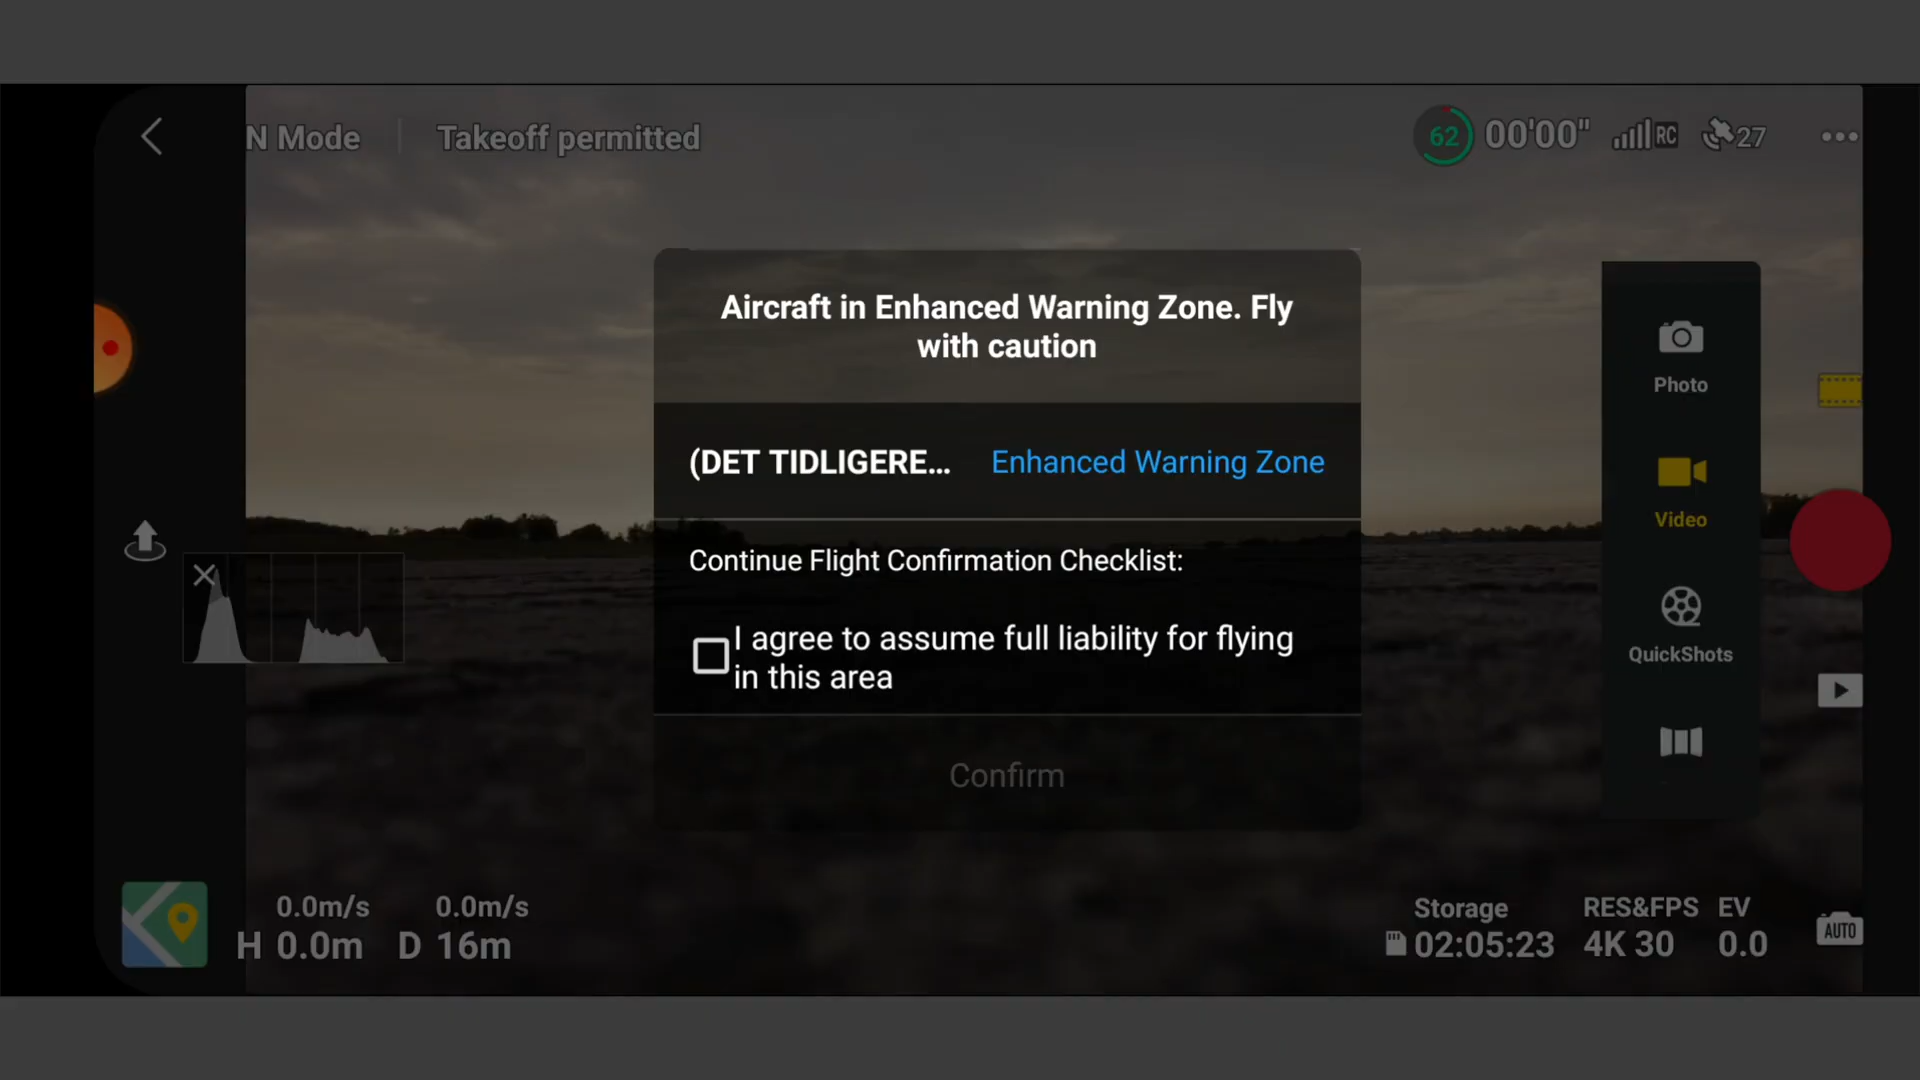 N Mode
Takeoff permitted
62
00'00"
RC
27
Aircraft in Enhanced Warning Zone. Fly
with caution
(DET TIDLIGERE...
Enhanced Warning Zone
Continue Flight Confirmation Checklist:
I agree to assume full liability for flying
in this area
Confirm
Photo
Video
QuickShots
0.0m/s
0.0m/s
H 0.0m
D 16m
Storage
02:05:23
RES&FPS
4K 30
EV
0.0
AUTO